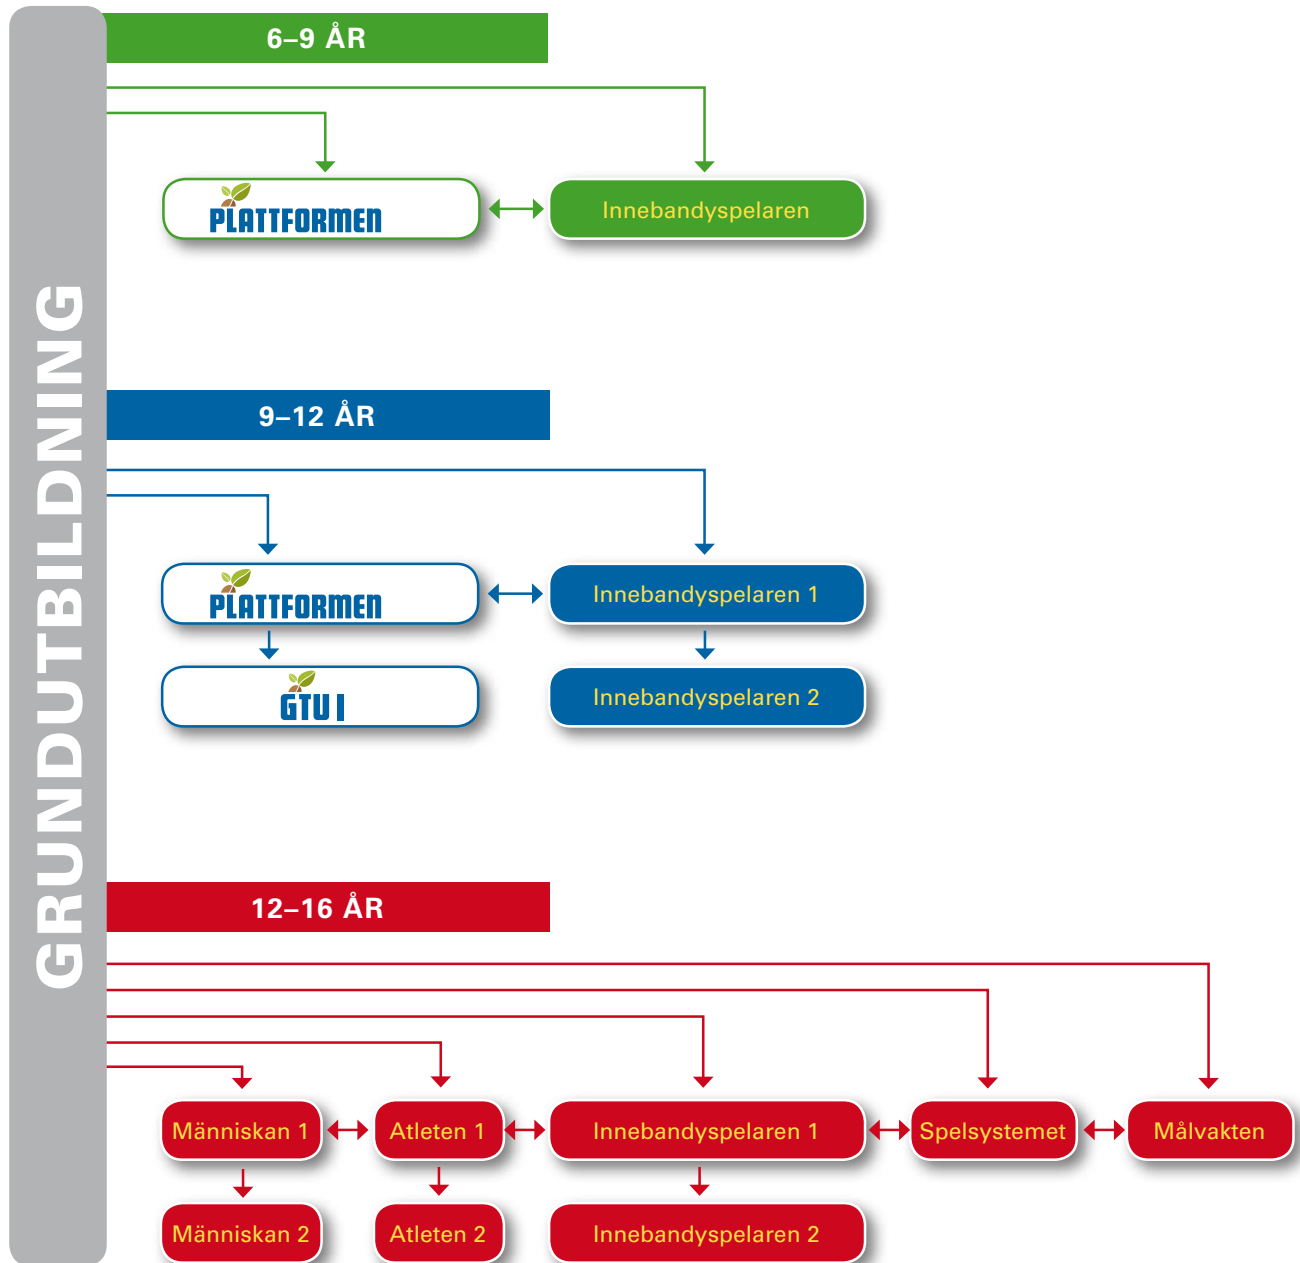 GRUNDUTBILDNING
6–9 ÅR
PLATTFORMEN
Innebandyspelaren
9–12 ÅR
PLATTFORMEN
Innebandyspelaren 1
GTU I
Innebandyspelaren 2
12–16 ÅR
Människan 1
Atleten 1
Innebandyspelaren 1
Spelsystemet
Målvakten
Människan 2
Atleten 2
Innebandyspelaren 2